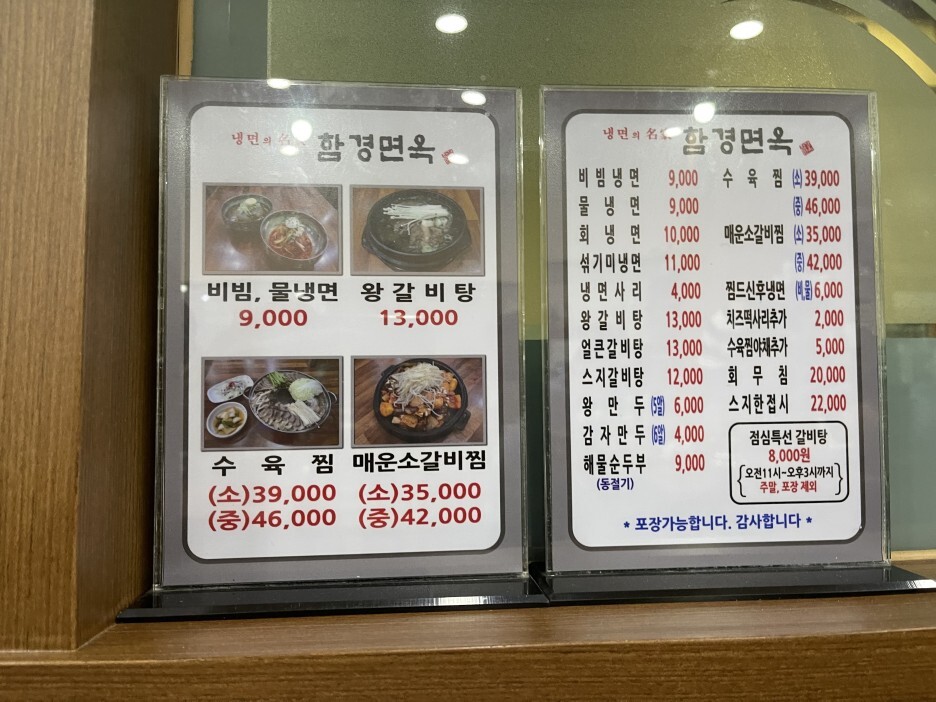 냉면의 名家 함경면옥
비빔, 물냉면
9,000
왕갈비탕
13,000
수육찜
(소)39,000
(중)46,000
매운소갈비찜
(소)35,000
(중)42,000
냉면의 名家 함경면옥
비빔냉면 9,000
물냉면 9,000
회냉면 10,000
섞기미냉면 11,000
냉면사리 4,000
왕갈비탕 13,000
얼큰갈비탕 13,000
스지갈비탕 12,000
왕만두 (5알) 6,000
감자만두 (6알) 4,000
해물순두부 9,000
(동절기)
수육찜 (소) 39,000
(중) 46,000
매운소갈비찜 (소) 35,000
(중) 42,000
찜드신후냉면 (비,물) 6,000
치즈떡사리추가 2,000
수육찜야채추가 5,000
회무침 20,000
스지한접시 22,000
점심특선 갈비탕
8,000원
{오전11시~오후3시까지
주말, 포장 제외}
* 포장가능합니다. 감사합니다 *